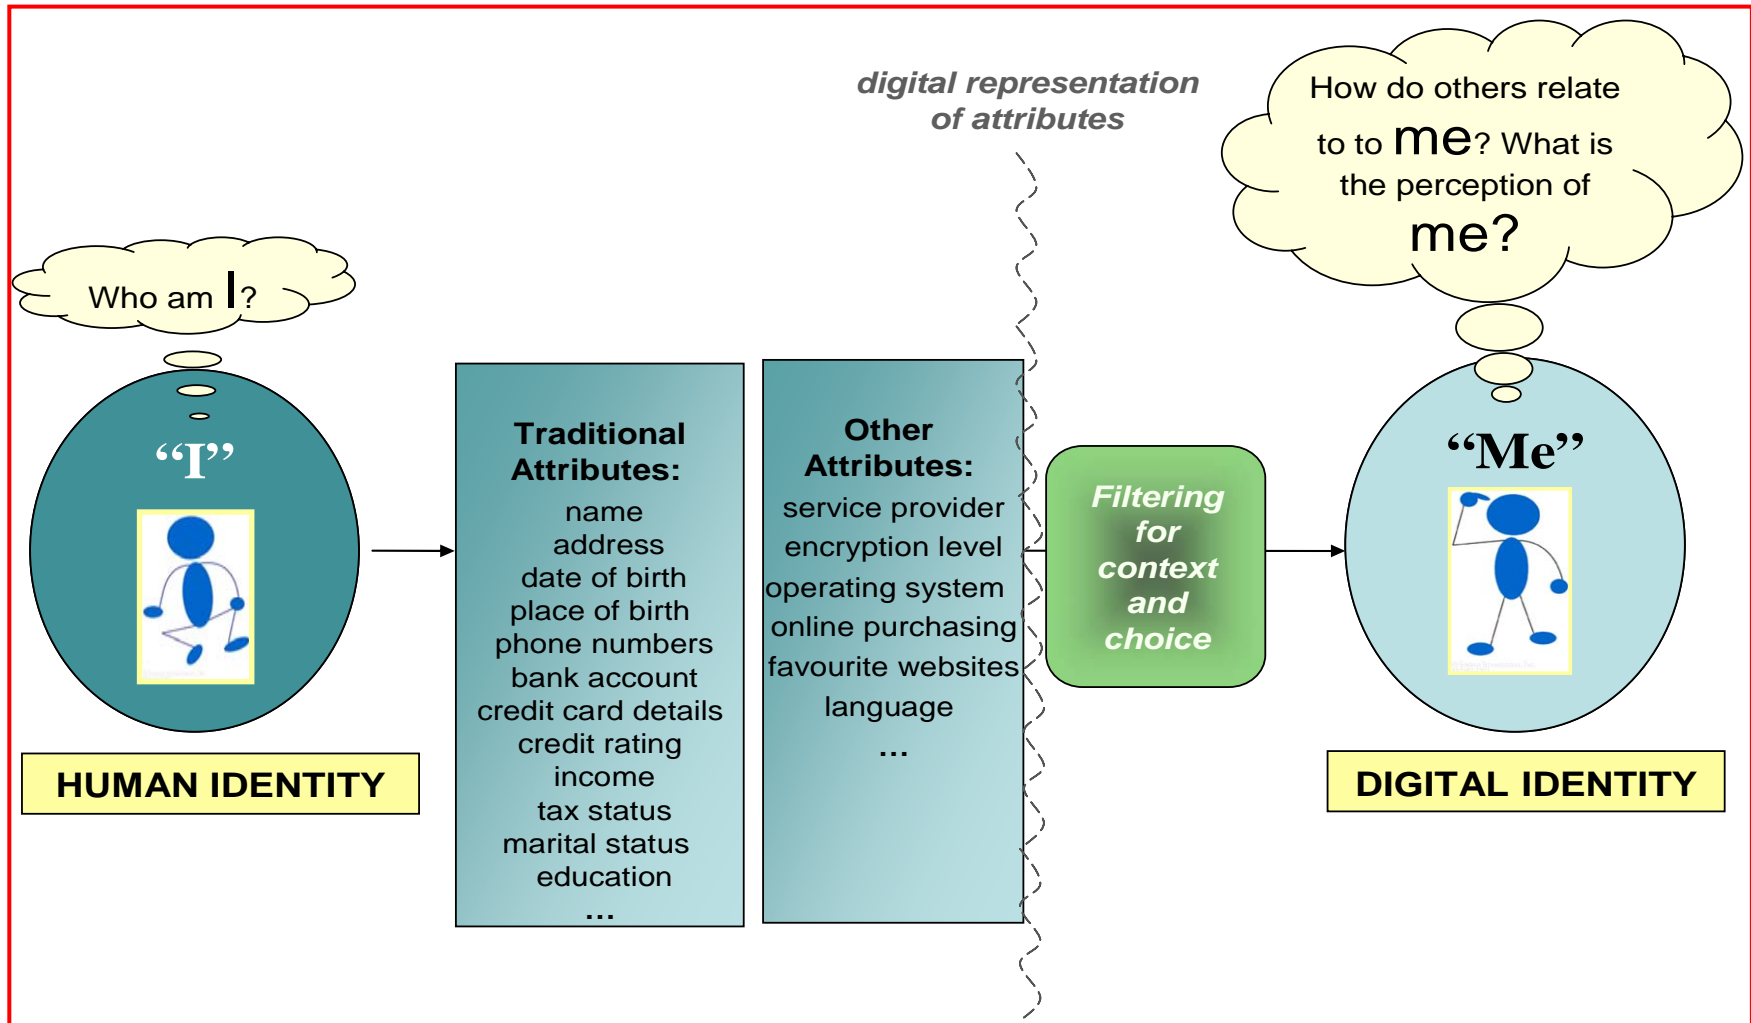 digital representation
of attributes
How do others relate
to to me? What is
the perception of
me?
Who am I?
“I”
HUMAN IDENTITY
Traditional
Attributes:
name
address
date of birth
place of birth
phone numbers
bank account
credit card details
credit rating
income
tax status
marital status
education
...
Other
Attributes:
service provider
encryption level
operating system
online purchasing
favourite websites
language
...
Filtering
for
context
and
choice
“Me”
DIGITAL IDENTITY